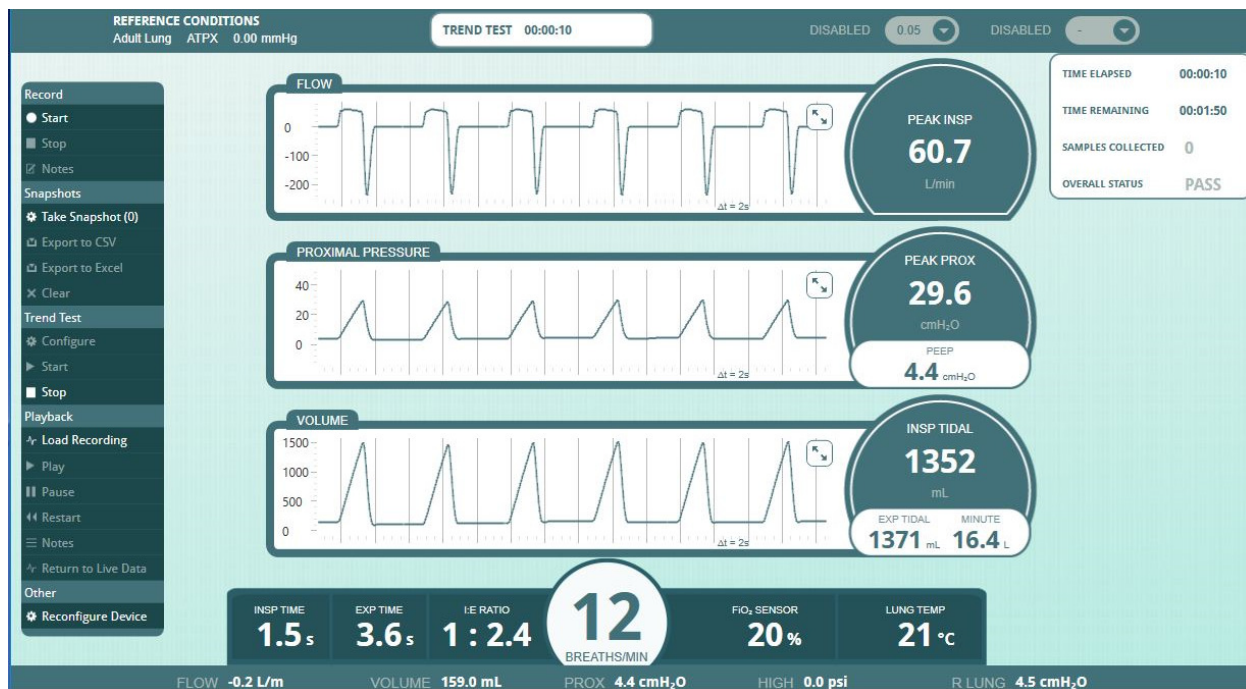 REFERENCE CONDITIONS
Adult Lung ATPX 0.00 mmHg
TREND TEST 00:00:10
DISABLED 0.05
DISABLED -
Record
Start
Stop
Notes
Snapshots
Take Snapshot (0)
Export to CSV
Export to Excel
Clear
Trend Test
Configure
Start
Stop
Playback
Load Recording
Play
Pause
Restart
Notes
Return to Live Data
Other
Reconfigure Device
FLOW
0
-100
-200
Δt = 2s
PEAK INSP
60.7
L/min
PROXIMAL PRESSURE
40
20
0
Δt = 2s
PEAK PROX
29.6
cmH₂O
PEEP
4.4 cmH₂O
VOLUME
1500
1000
500
0
Δt = 2s
INSP TIDAL
1352
mL
EXP TIDAL MINUTE
1371 mL 16.4 L
TIME ELAPSED 00:00:10
TIME REMAINING 00:01:50
SAMPLES COLLECTED 0
OVERALL STATUS PASS
INSP TIME
1.5 s
EXP TIME
3.6 s
I:E RATIO
1 : 2.4
12
BREATHS/MIN
FiO₂ SENSOR
20 %
LUNG TEMP
21 °C
FLOW -0.2 L/m VOLUME 159.0 mL PROX 4.4 cmH₂O HIGH 0.0 psi R LUNG 4.5 cmH₂O